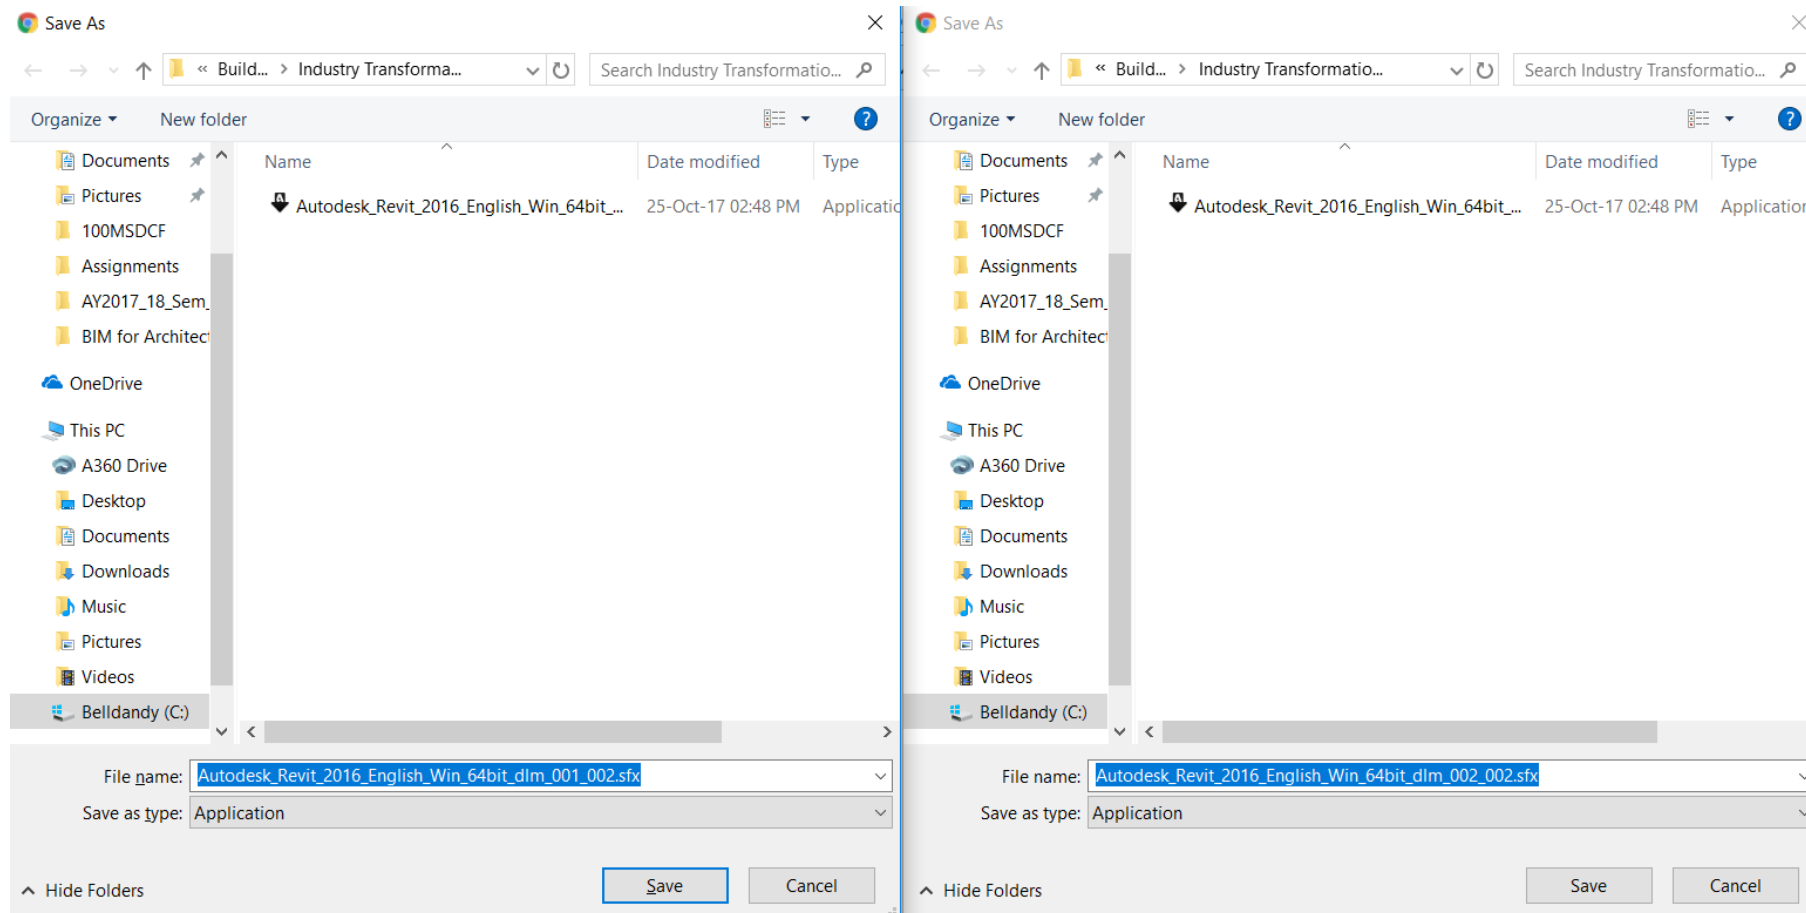 Save As
« Build... > Industry Transforma...
Search Industry Transformatio...
Organize
New folder
?
Documents
Pictures
100MSDCF
Assignments
AY2017_18_Sem_
BIM for Architect
OneDrive
This PC
A360 Drive
Desktop
Documents
Downloads
Music
Pictures
Videos
Belldandy (C:)
Name
Date modified
Type
Autodesk_Revit_2016_English_Win_64bit_... 25-Oct-17 02:48 PM Applicatic
File name: Autodesk_Revit_2016_English_Win_64bit_dlm_001_002.sfx
Save as type: Application
Hide Folders
Save
Cancel
Save As
« Build... > Industry Transformatio...
Search Industry Transformatio...
Organize
New folder
?
Documents
Pictures
100MSDCF
Assignments
AY2017_18_Sem_
BIM for Architect
OneDrive
This PC
A360 Drive
Desktop
Documents
Downloads
Music
Pictures
Videos
Belldandy (C:)
Name
Date modified
Type
Autodesk_Revit_2016_English_Win_64bit_... 25-Oct-17 02:48 PM Application
File name: Autodesk_Revit_2016_English_Win_64bit_dlm_002_002.sfx
Save as type: Application
Hide Folders
Save
Cancel